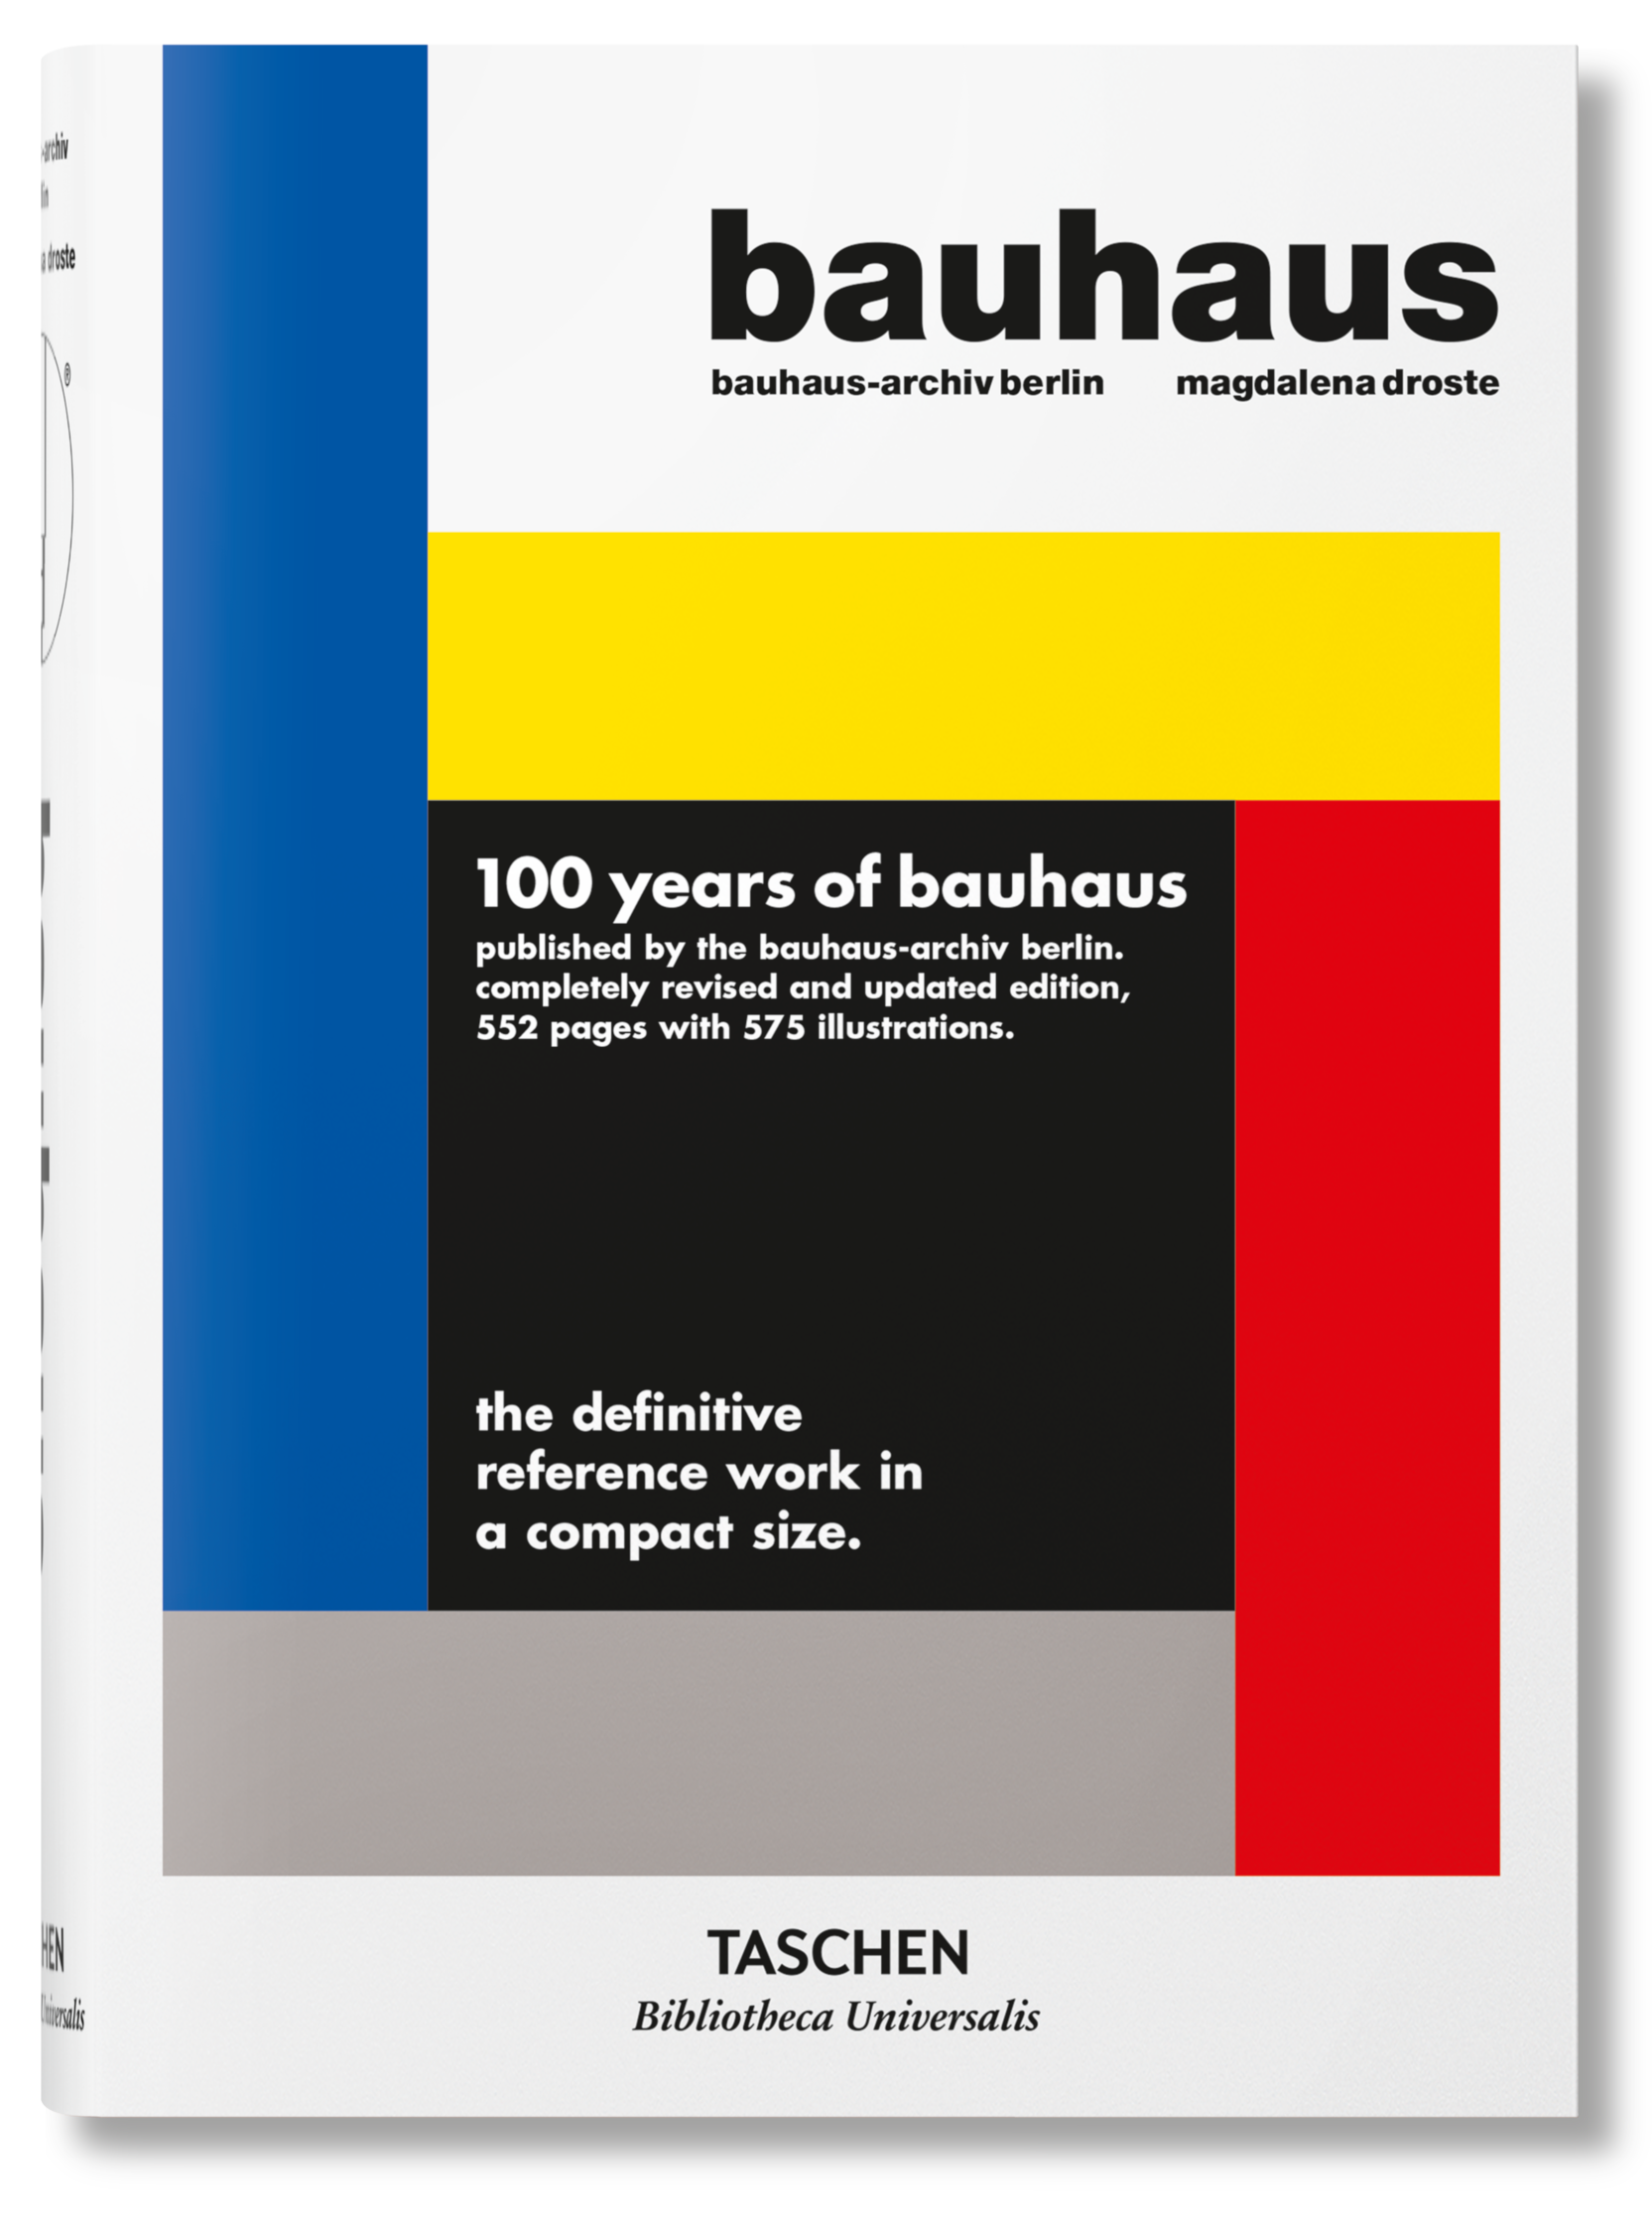 bauhaus
bauhaus-archiv berlin magdalena droste
100 years of bauhaus
published by the bauhaus-archiv berlin.
completely revised and updated edition,
552 pages with 575 illustrations.
the definitive
reference work in
a compact size.
TASCHEN
Bibliotheca Universalis
droste